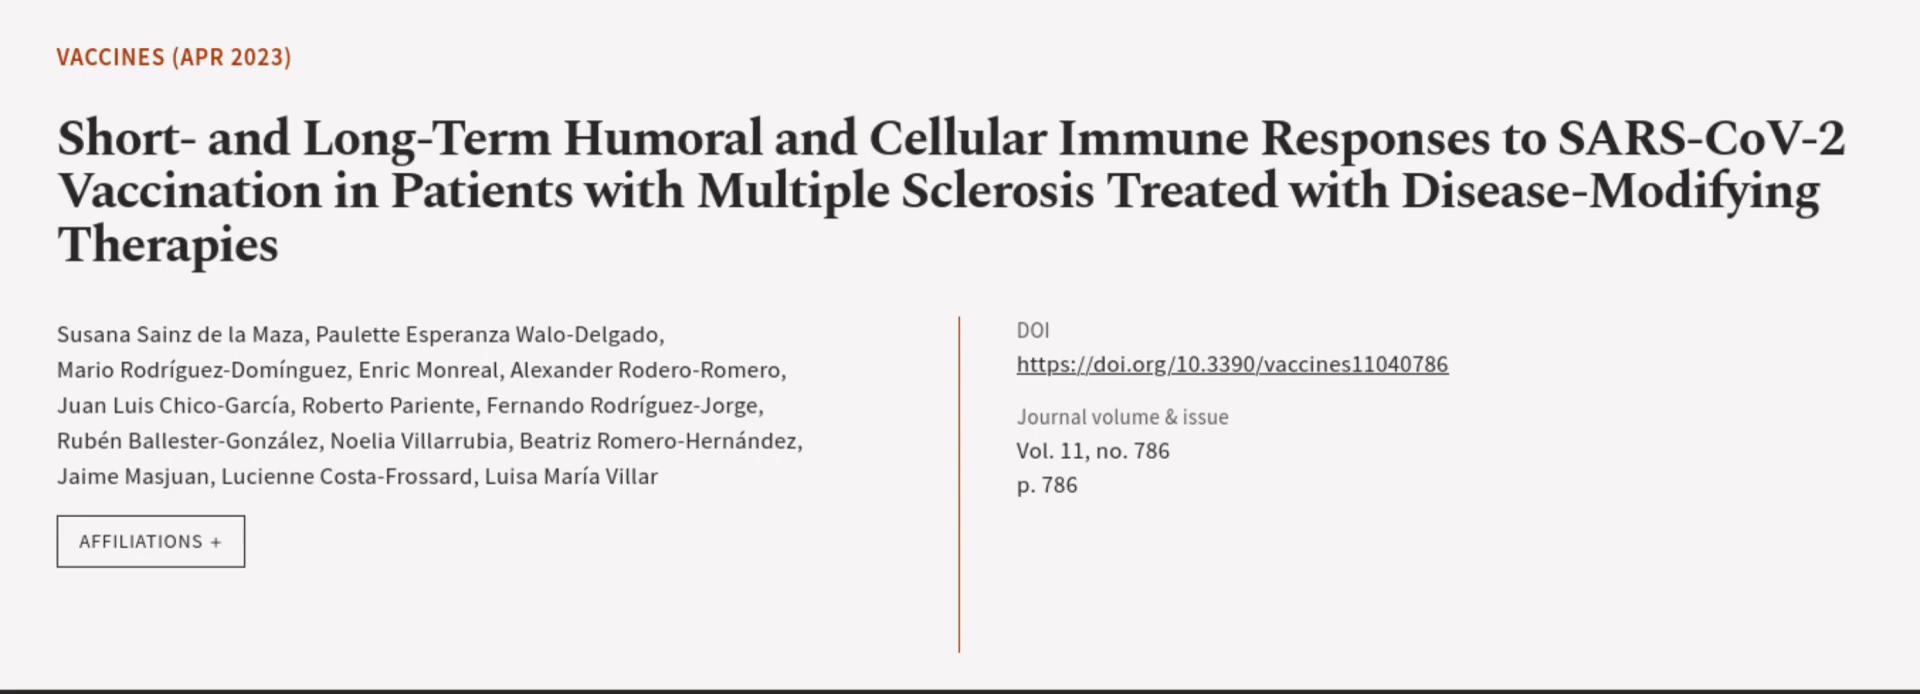 VACCINES (APR 2023)
Short- and Long-Term Humoral and Cellular Immune Responses to SARS-CoV-2
Vaccination in Patients with Multiple Sclerosis Treated with Disease-Modifying
Therapies
Susana Sainz de la Maza, Paulette Esperanza Walo-Delgado,
Mario Rodríguez-Domínguez, Enric Monreal, Alexander Rodero-Romero,
Juan Luis Chico-García, Roberto Pariente, Fernando Rodríguez-Jorge,
Rubén Ballester-González, Noelia Villarrubia, Beatriz Romero-Hernández,
Jaime Masjuan, Lucienne Costa-Frossard, Luisa María Villar
AFFILIATIONS +
DOI
https://doi.org/10.3390/vaccines11040786
Journal volume & issue
Vol. 11, no. 786
p. 786